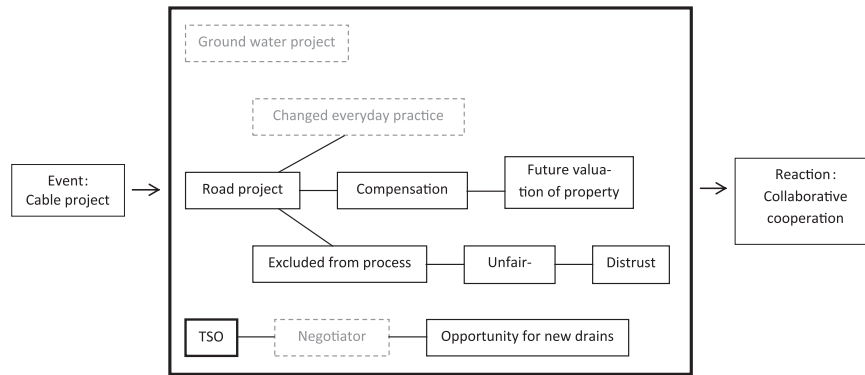 Ground water project
Changed everyday practice
Event:
Cable project
Road project
Compensation
Future valua-
tion of property
Reaction:
Collaborative
cooperation
Excluded from process
Unfair-
Distrust
TSO
Negotiator
Opportunity for new drains